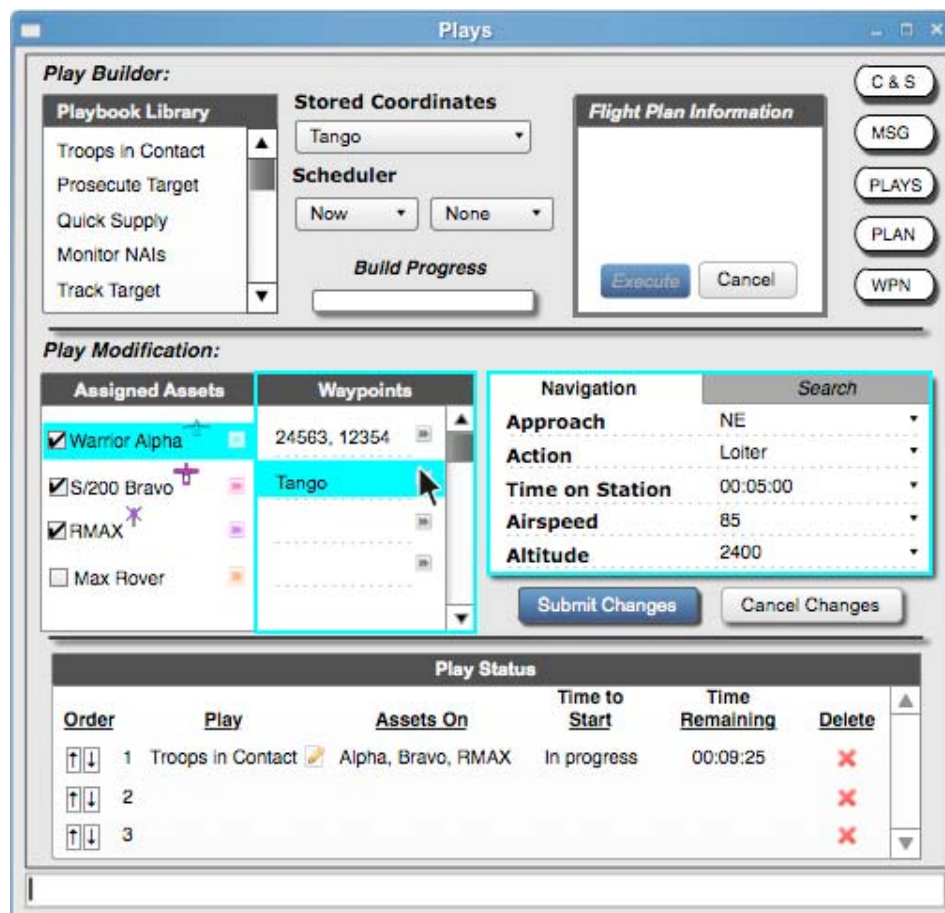 Plays
Play Builder:
Playbook Library
Troops in Contact
Prosecute Target
Quick Supply
Monitor NAIs
Track Target
Stored Coordinates
Tango
Scheduler
Now None
Build Progress
Flight Plan Information
Execute Cancel
C & S
MSG
PLAYS
PLAN
WPN
Play Modification:
Assigned Assets
Warrior Alpha
S/200 Bravo
RMAX
Max Rover
Waypoints
24563, 12354
Tango
Navigation Search
Approach NE
Action Loiter
Time on Station 00:05:00
Airspeed 85
Altitude 2400
Submit Changes Cancel Changes
Play Status
Order Play Assets On Time to Start Time Remaining Delete
1 Troops in Contact Alpha, Bravo, RMAX In progress 00:09:25
2
3